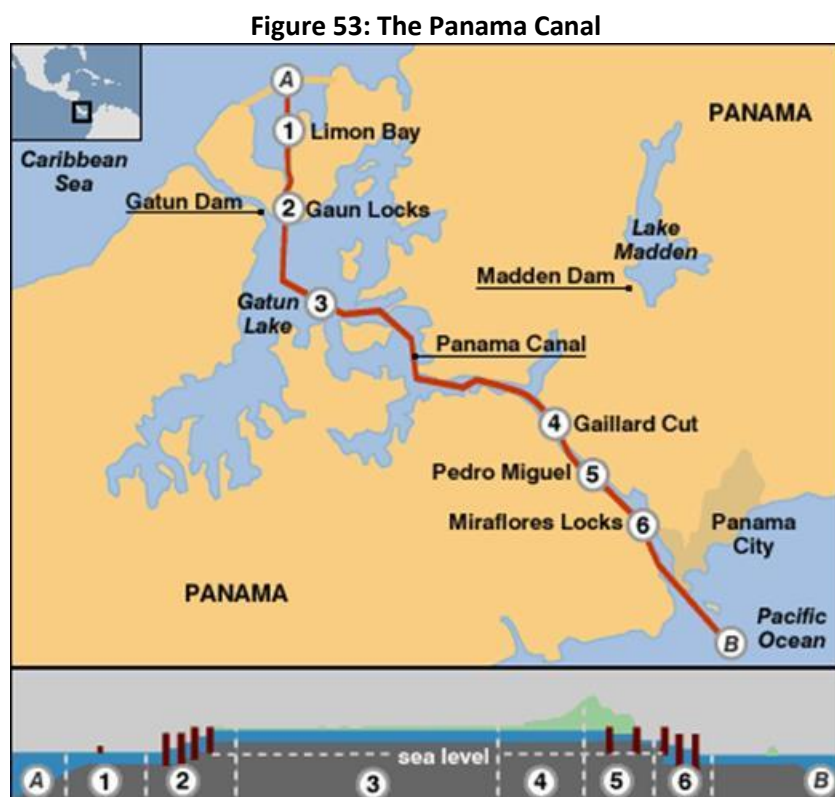 Figure 53: The Panama Canal
A
PANAMA
1 Limon Bay
Caribbean
Sea
Gatun Dam
2 Gaun Locks
Lake
Madden
Madden Dam
Gatun
Lake
3
Panama Canal
4 Gaillard Cut
Pedro Miguel 5
Miraflores Locks 6
Panama
City
PANAMA
Pacific
Ocean
B
sea level
A 1 2 3 4 5 6 B